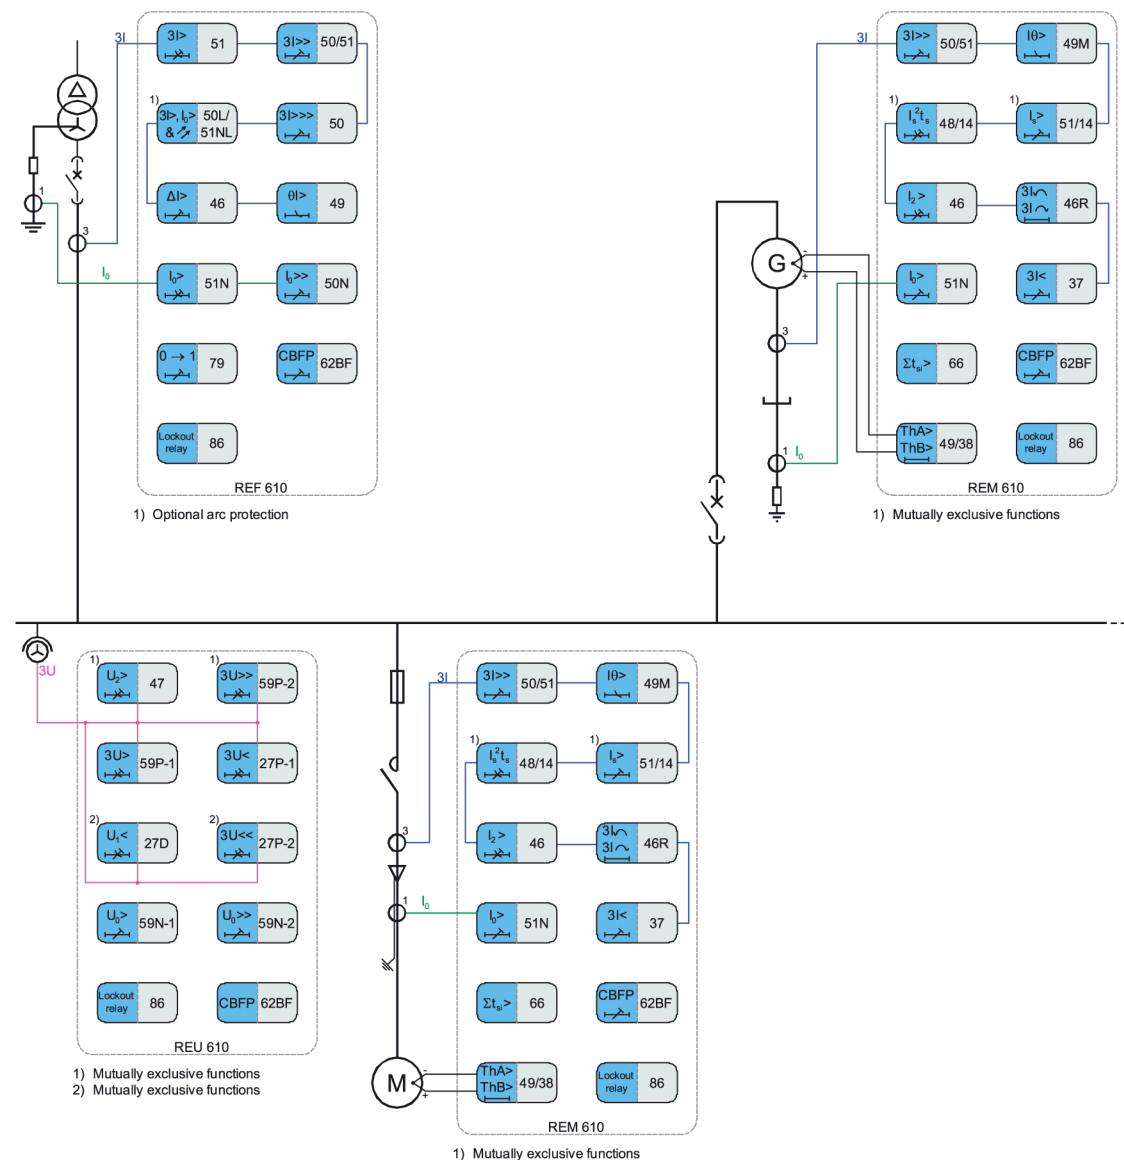 3I
3I> 51
3I>> 50/51
1)
3I>, I₀> & 50L/ 51NL
3I>>> 50
ΔI> 46
θI> 49
1
3
I₀
I₀> 51N
I₀>> 50N
0 → 1 79
CBFP 62BF
Lockout relay 86
REF 610
1) Optional arc protection
3I
3I>> 50/51
Iθ> 49M
1)
Iₛ²tₛ 48/14
1)
Iₛ> 51/14
I₂> 46
3I 3I 46R
G
-
+
I₀> 51N
3I< 37
3
Σtₛᵢ> 66
CBFP 62BF
ThA> ThB> 49/38
Lockout relay 86
1
I₀
REM 610
1) Mutually exclusive functions
3U
1)
U₂> 47
1)
3U>> 59P-2
3U> 59P-1
3U< 27P-1
2)
U₁< 27D
2)
3U<< 27P-2
U₀> 59N-1
U₀>> 59N-2
Lockout relay 86
CBFP 62BF
REU 610
1) Mutually exclusive functions
2) Mutually exclusive functions
3I
3I>> 50/51
Iθ> 49M
1)
Iₛ²tₛ 48/14
1)
Iₛ> 51/14
3
I₂> 46
3I 3I 46R
1
I₀
I₀> 51N
3I< 37
Σtₛᵢ> 66
CBFP 62BF
M
-
+
ThA> ThB> 49/38
Lockout relay 86
REM 610
1) Mutually exclusive functions